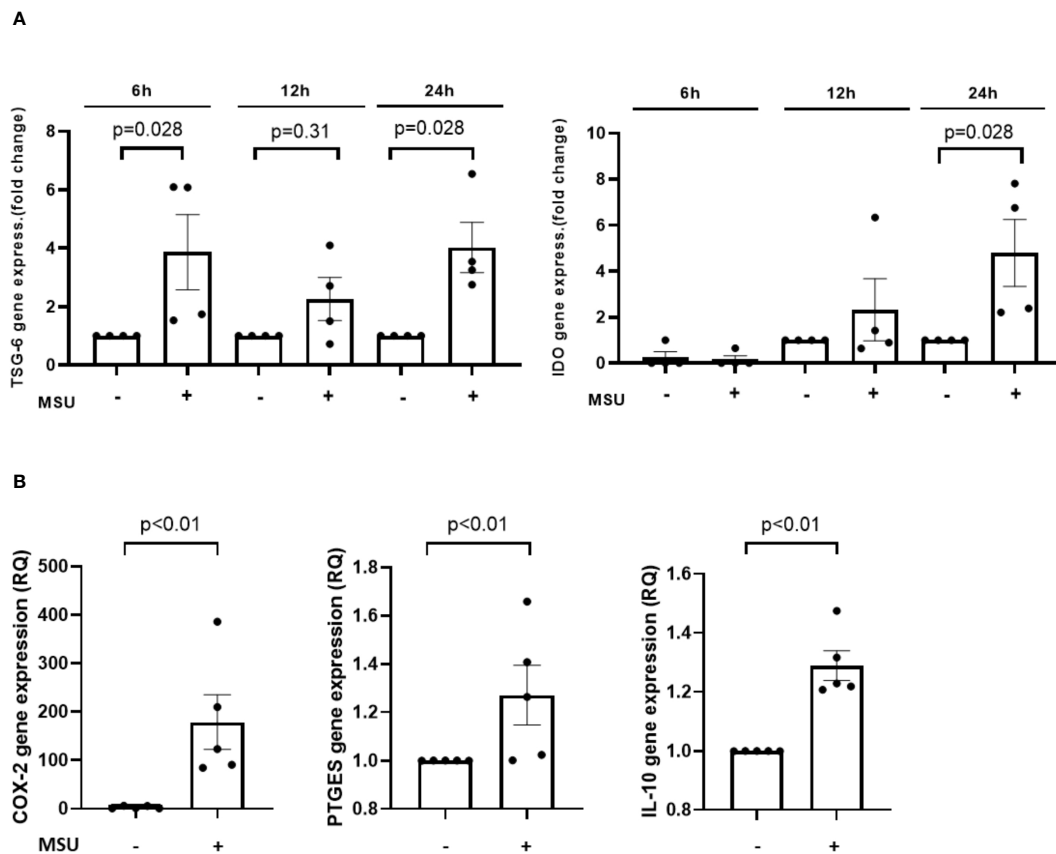 A
6h 12h 24h
p=0.028 p=0.31 p=0.028
TSG-6 gene express.(fold change)
8
6
4
2
0
MSU - + - + - +
6h 12h 24h
p=0.028
IDO gene express.(fold change)
10
8
6
4
2
0
MSU - + - + - +
B
p<0.01
COX-2 gene expression (RQ)
500
400
300
200
100
0
MSU - +
p<0.01
PTGES gene expression (RQ)
1.8
1.6
1.4
1.2
1.0
0.8
- +
p<0.01
IL-10 gene expression (RQ)
1.6
1.4
1.2
1.0
0.8
- +